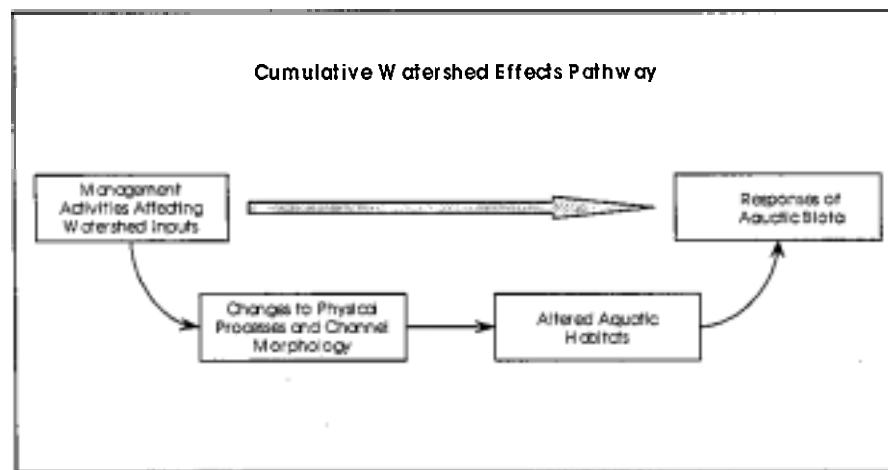 Cumulative Watershed Effects Pathway
Management
Activities Affecting
Watershed Inputs
Responses of
Aquatic Biota
Changes to Physical
Processes and Channel
Morphology
Altered Aquatic
Habitats